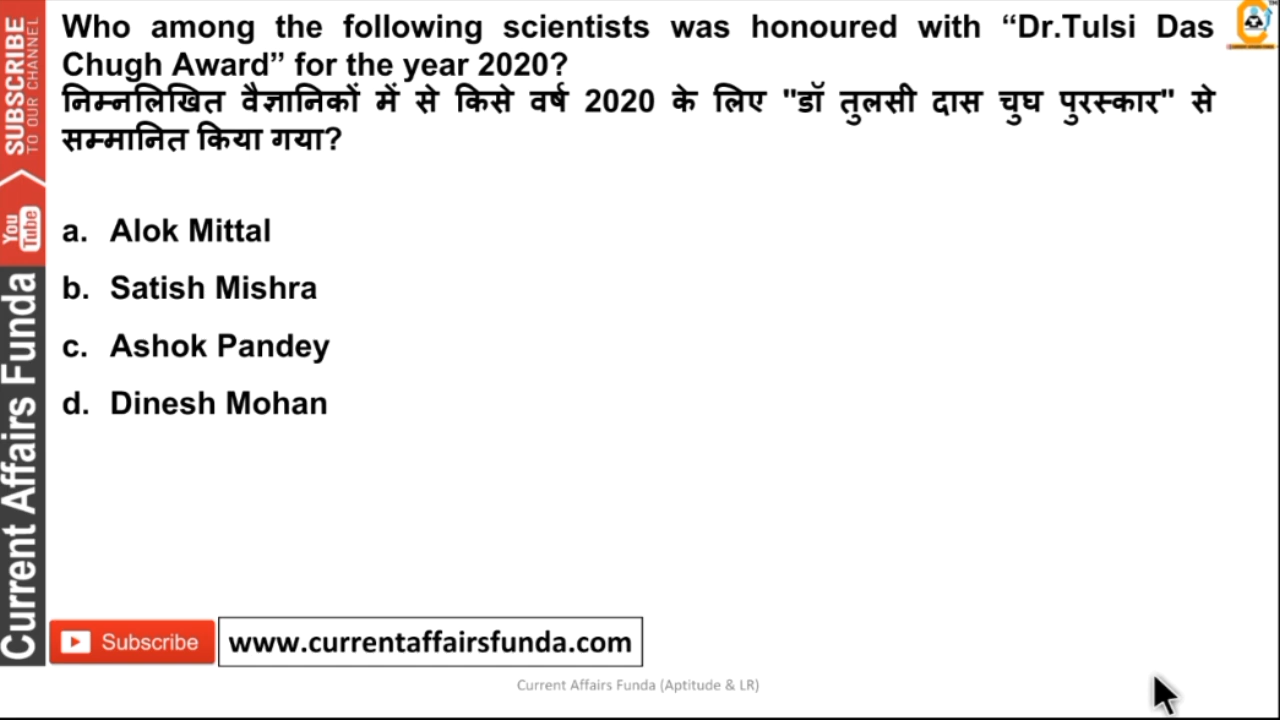 Who among the following scientists was honoured with “Dr.Tulsi Das
Chugh Award” for the year 2020?
निम्नलिखित वैज्ञानिकों में से किसे वर्ष 2020 के लिए "डॉ तुलसी दास चुघ पुरस्कार" से
सम्मानित किया गया?
a. Alok Mittal
b. Satish Mishra
c. Ashok Pandey
d. Dinesh Mohan
SUBSCRIBE
TO OUR CHANNEL
You
Tube
Current Affairs Funda
Subscribe
www.currentaffairsfunda.com
Current Affairs Funda (Aptitude & LR)